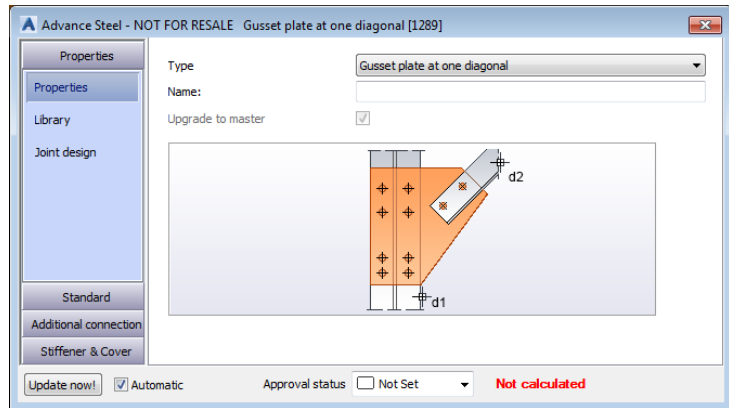 Advance Steel - NOT FOR RESALE Gusset plate at one diagonal [1289]
Properties
Properties
Library
Joint design
Standard
Additional connection
Stiffener & Cover
Type
Gusset plate at one diagonal
Name:
Upgrade to master
d2
d1
Update now!
Automatic
Approval status
Not Set
Not calculated